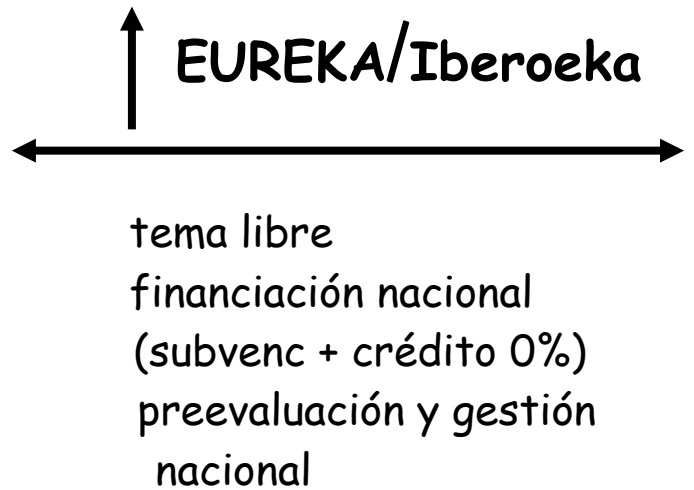 EUREKA/Iberoeka
tema libre
financiación nacional
(subvenc + crédito 0%)
preevaluación y gestión
nacional